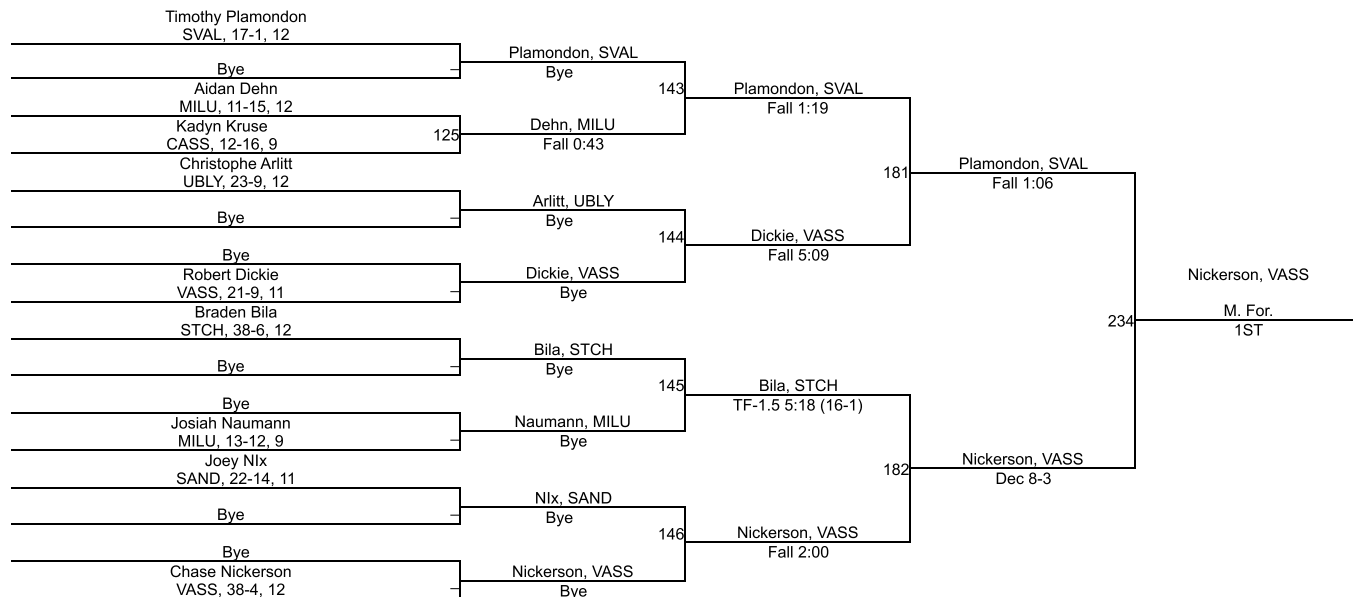 Timothy Plamondon
SVAL, 17-1, 12
Bye
Aidan Dehn
MILU, 11-15, 12
Kadyn Kruse
CASS, 12-16, 9
Christophe Arlitt
UBLY, 23-9, 12
Bye
Bye
Robert Dickie
VASS, 21-9, 11
Braden Bila
STCH, 38-6, 12
Bye
Bye
Josiah Naumann
MILU, 13-12, 9
Joey NIx
SAND, 22-14, 11
Bye
Bye
Chase Nickerson
VASS, 38-4, 12
125
Plamondon, SVAL
Bye
Dehn, MILU
Fall 0:43
Arlitt, UBLY
Bye
Dickie, VASS
Bye
Bila, STCH
Bye
Naumann, MILU
Bye
NIx, SAND
Bye
Nickerson, VASS
Bye
143
144
145
146
Plamondon, SVAL
Fall 1:19
Dickie, VASS
Fall 5:09
Bila, STCH
TF-1.5 5:18 (16-1)
Nickerson, VASS
Fall 2:00
181
182
Plamondon, SVAL
Fall 1:06
Nickerson, VASS
Dec 8-3
234
Nickerson, VASS
M. For.
1ST